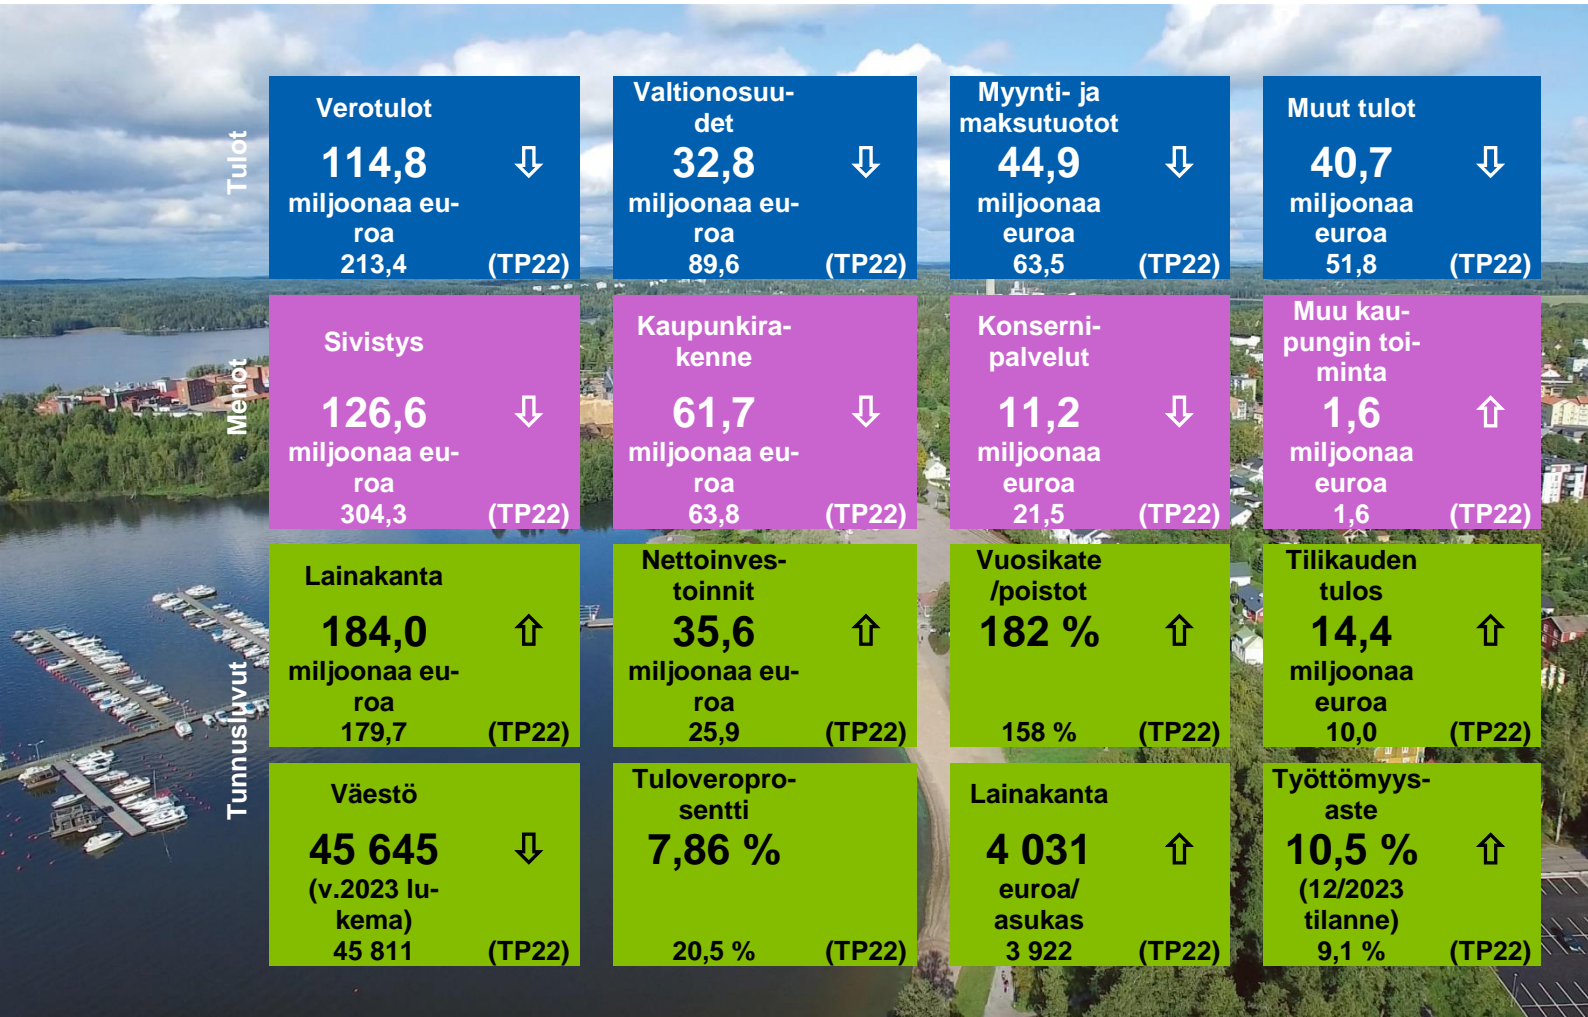 Tulot
Verotulot
114,8
miljoonaa eu-
roa
213,4 (TP22)
Valtionosuu-
det
32,8
miljoonaa eu-
roa
89,6 (TP22)
Myynti- ja
maksutuotot
44,9
miljoonaa
euroa
63,5 (TP22)
Muut tulot
40,7
miljoonaa
euroa
51,8 (TP22)
Menot
Sivistys
126,6
miljoonaa eu-
roa
304,3 (TP22)
Kaupunkira-
kenne
61,7
miljoonaa eu-
roa
63,8 (TP22)
Konserni-
palvelut
11,2
miljoonaa
euroa
21,5 (TP22)
Muu kau-
pungin toi-
minta
1,6
miljoonaa
euroa
1,6 (TP22)
Tunnusluvut
Lainakanta
184,0
miljoonaa eu-
roa
179,7 (TP22)
Nettoinves-
toinnit
35,6
miljoonaa eu-
roa
25,9 (TP22)
Vuosikate
/poistot
182 %
158 % (TP22)
Tilikauden
tulos
14,4
miljoonaa
euroa
10,0 (TP22)
Väestö
45 645
(v.2023 lu-
kema)
45 811 (TP22)
Tuloveropro-
sentti
7,86 %
20,5 % (TP22)
Lainakanta
4 031
euroa/
asukas
3 922 (TP22)
Työttömyys-
aste
10,5 %
(12/2023
tilanne)
9,1 % (TP22)